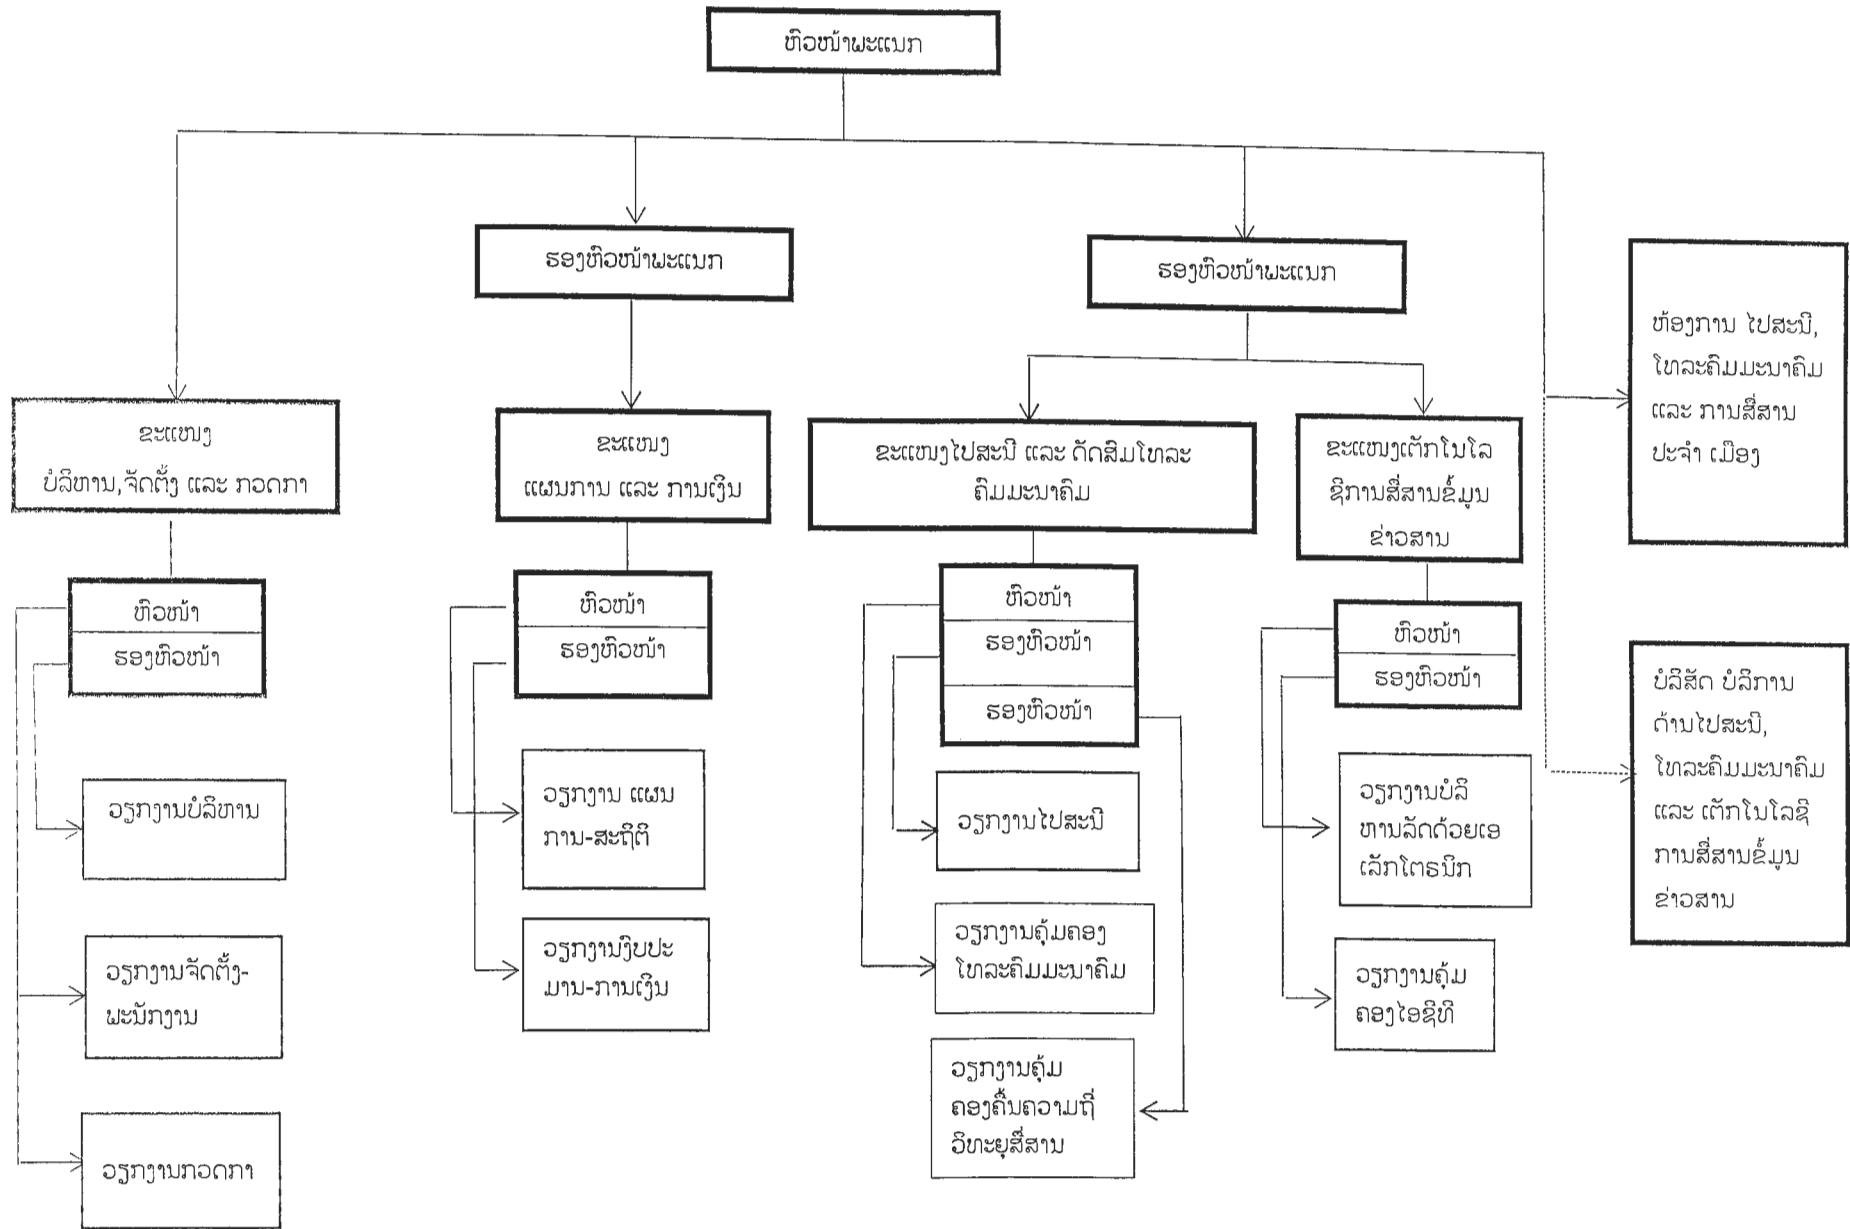 ຫົວໜ້າພະແນກ
ຮອງຫົວໜ້າພະແນກ
ຮອງຫົວໜ້າພະແນກ
ຫ້ອງການ ໄປສະນີ,
ໂທລະຄົມມະນາຄົມ
ແລະ ການສື່ສານ
ປະຈຳ ເມືອງ
ຂະແໜງ
ບໍລິຫານ,ຈັດຕັ້ງ ແລະ ກວດກາ
ຂະແໜງ
ແຜນການ ແລະ ການເງິນ
ຂະແໜງໄປສະນີ ແລະ ດັດສົມໂທລະ
ຄົມມະນາຄົມ
ຂະແໜງເຕັກໂນໂລ
ຊີການສື່ສານຂໍ້ມູນ
ຂ່າວສານ
ຫົວໜ້າ
ຮອງຫົວໜ້າ
ຫົວໜ້າ
ຮອງຫົວໜ້າ
ຫົວໜ້າ
ຮອງຫົວໜ້າ
ຮອງຫົວໜ້າ
ຫົວໜ້າ
ຮອງຫົວໜ້າ
ບໍລິສັດ ບໍລິການ
ດ້ານໄປສະນີ,
ໂທລະຄົມມະນາຄົມ
ແລະ ເຕັກໂນໂລຊີ
ການສື່ສານຂໍ້ມູນ
ຂ່າວສານ
ວຽກງານບໍລິຫານ
ວຽກງານຈັດຕັ້ງ-
ພະນັກງານ
ວຽກງານກວດກາ
ວຽກງານ ແຜນ
ການ-ສະຖິຕິ
ວຽກງານງົບປະ
ມານ-ການເງິນ
ວຽກງານໄປສະນີ
ວຽກງານຄຸ້ມຄອງ
ໂທລະຄົມມະນາຄົມ
ວຽກງານຄຸ້ມ
ຄອງຄື້ນຄວາມຖີ່
ວິທະຍຸສື່ສານ
ວຽກງານບໍລິ
ຫານລັດດ້ວຍເອ
ເລັກໂຕຣນິກ
ວຽກງານຄຸ້ມ
ຄອງໄອຊີທີ